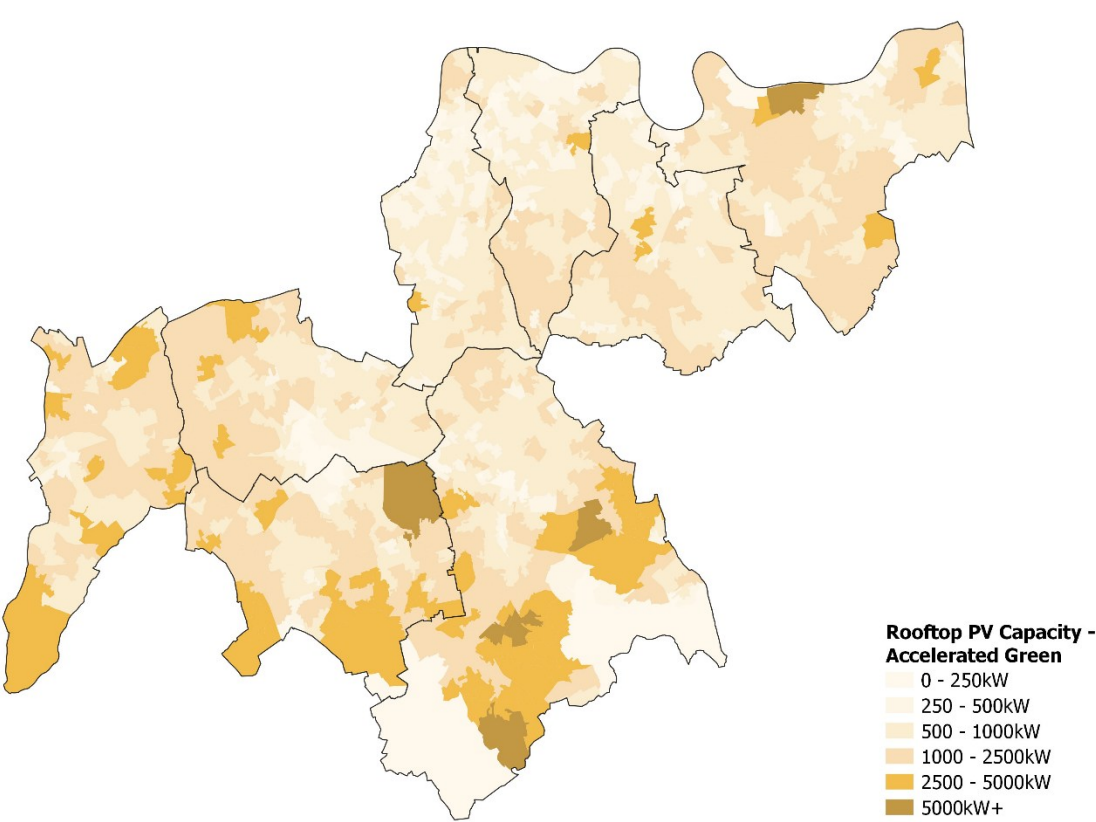 Rooftop PV Capacity -
Accelerated Green
0 - 250kW
250 - 500kW
500 - 1000kW
1000 - 2500kW
2500 - 5000kW
5000kW+